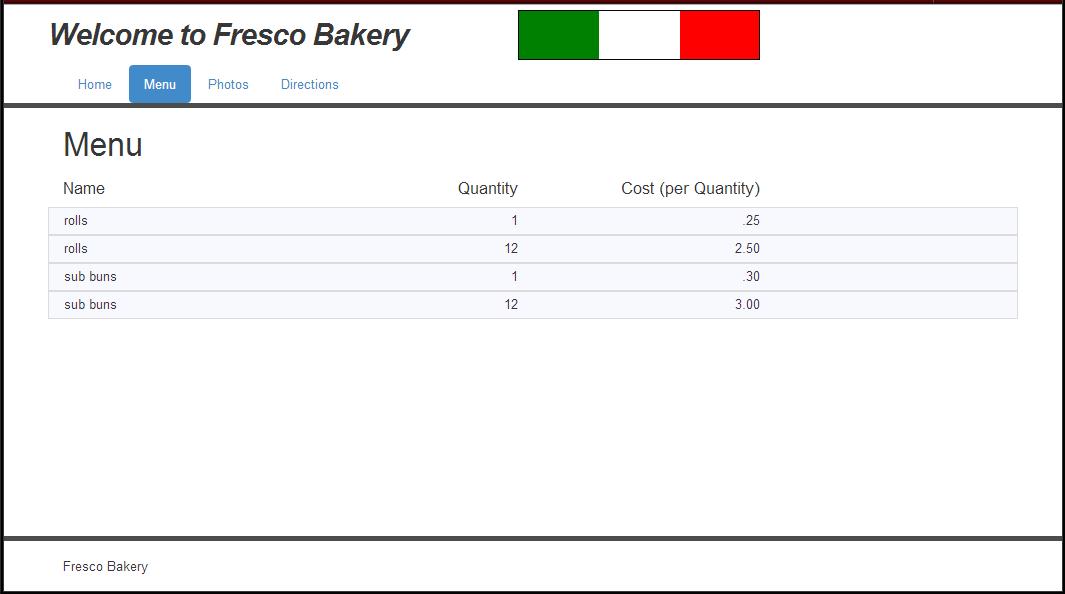 Welcome to Fresco Bakery
Home Menu Photos Directions
Menu
Name Quantity Cost (per Quantity)
rolls 1 .25
rolls 12 2.50
sub buns 1 .30
sub buns 12 3.00
Fresco Bakery